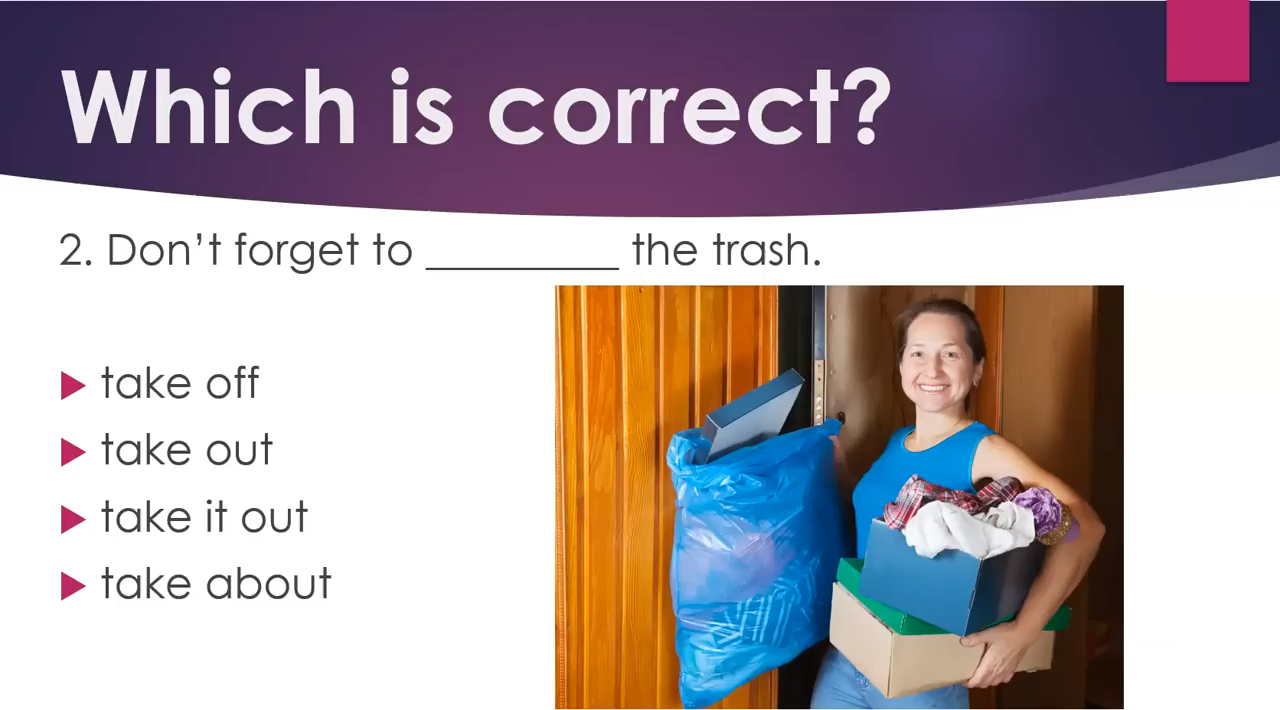 Which is correct?
2. Don’t forget to _________ the trash.
take off
take out
take it out
take about